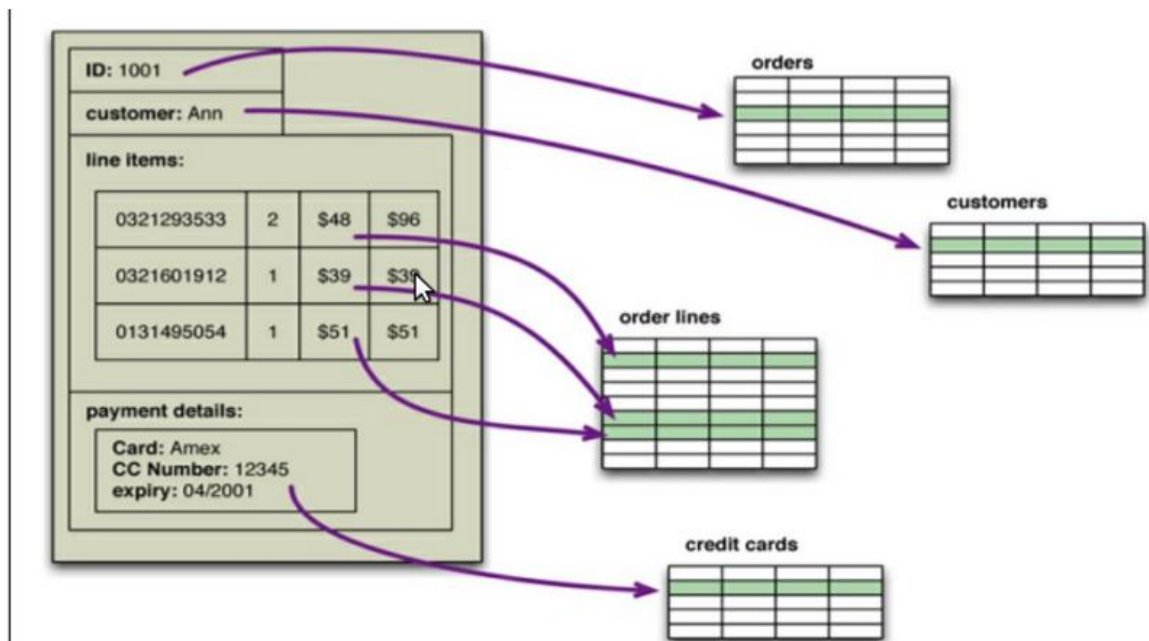 ID: 1001
customer: Ann
line items:
0321293533 2 $48 $96
0321601912 1 $39 $39
0131495054 1 $51 $51
payment details:
Card: Amex
CC Number: 12345
expiry: 04/2001
orders
customers
order lines
credit cards